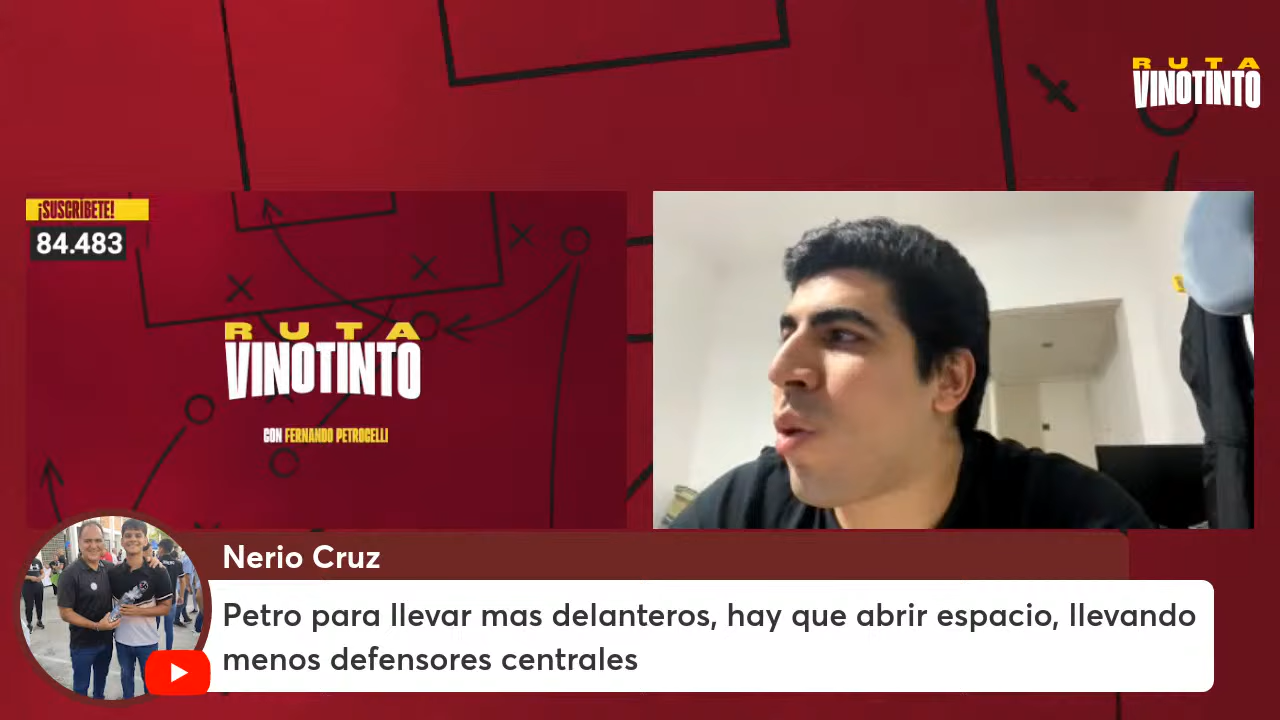 RUTA
VINOTINTO
¡SUSCRÍBETE!
84.483
RUTA
VINOTINTO
CON FERNANDO PETROCELLI
Nerio Cruz
Petro para llevar mas delanteros, hay que abrir espacio, llevando
menos defensores centrales